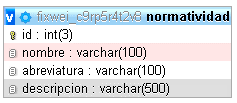 v fixwei_c9rp5r4t2v8 normatividad
id : int(3)
nombre : varchar(100)
abreviatura : varchar(100)
descripcion : varchar(500)